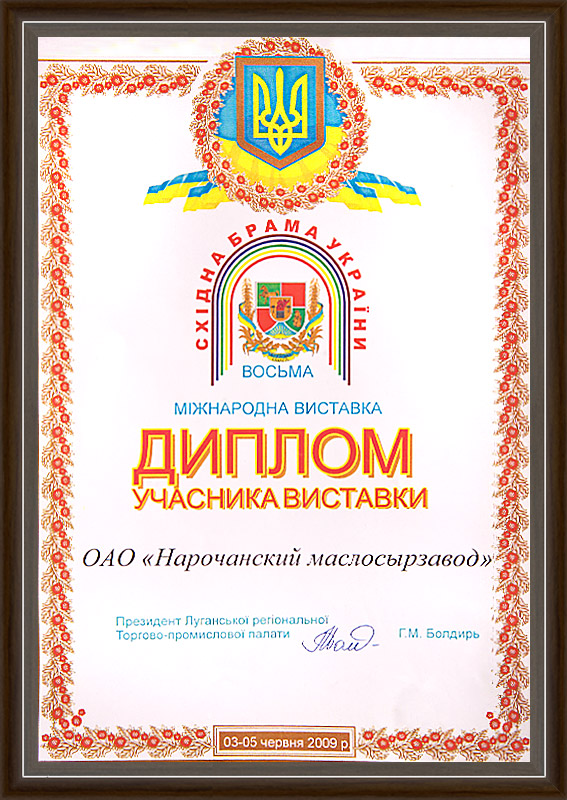 СХІДНА БРАМА УКРАЇНИ
ВОСЬМА
МІЖНАРОДНА ВИСТАВКА
ДИПЛОМ
УЧАСНИКА ВИСТАВКИ
ОАО «Нарочанский маслосырзавод»
Президент Луганської регіональної
Торгово-промислової палати
Г.М. Болдирь
03-05 червня 2009 р